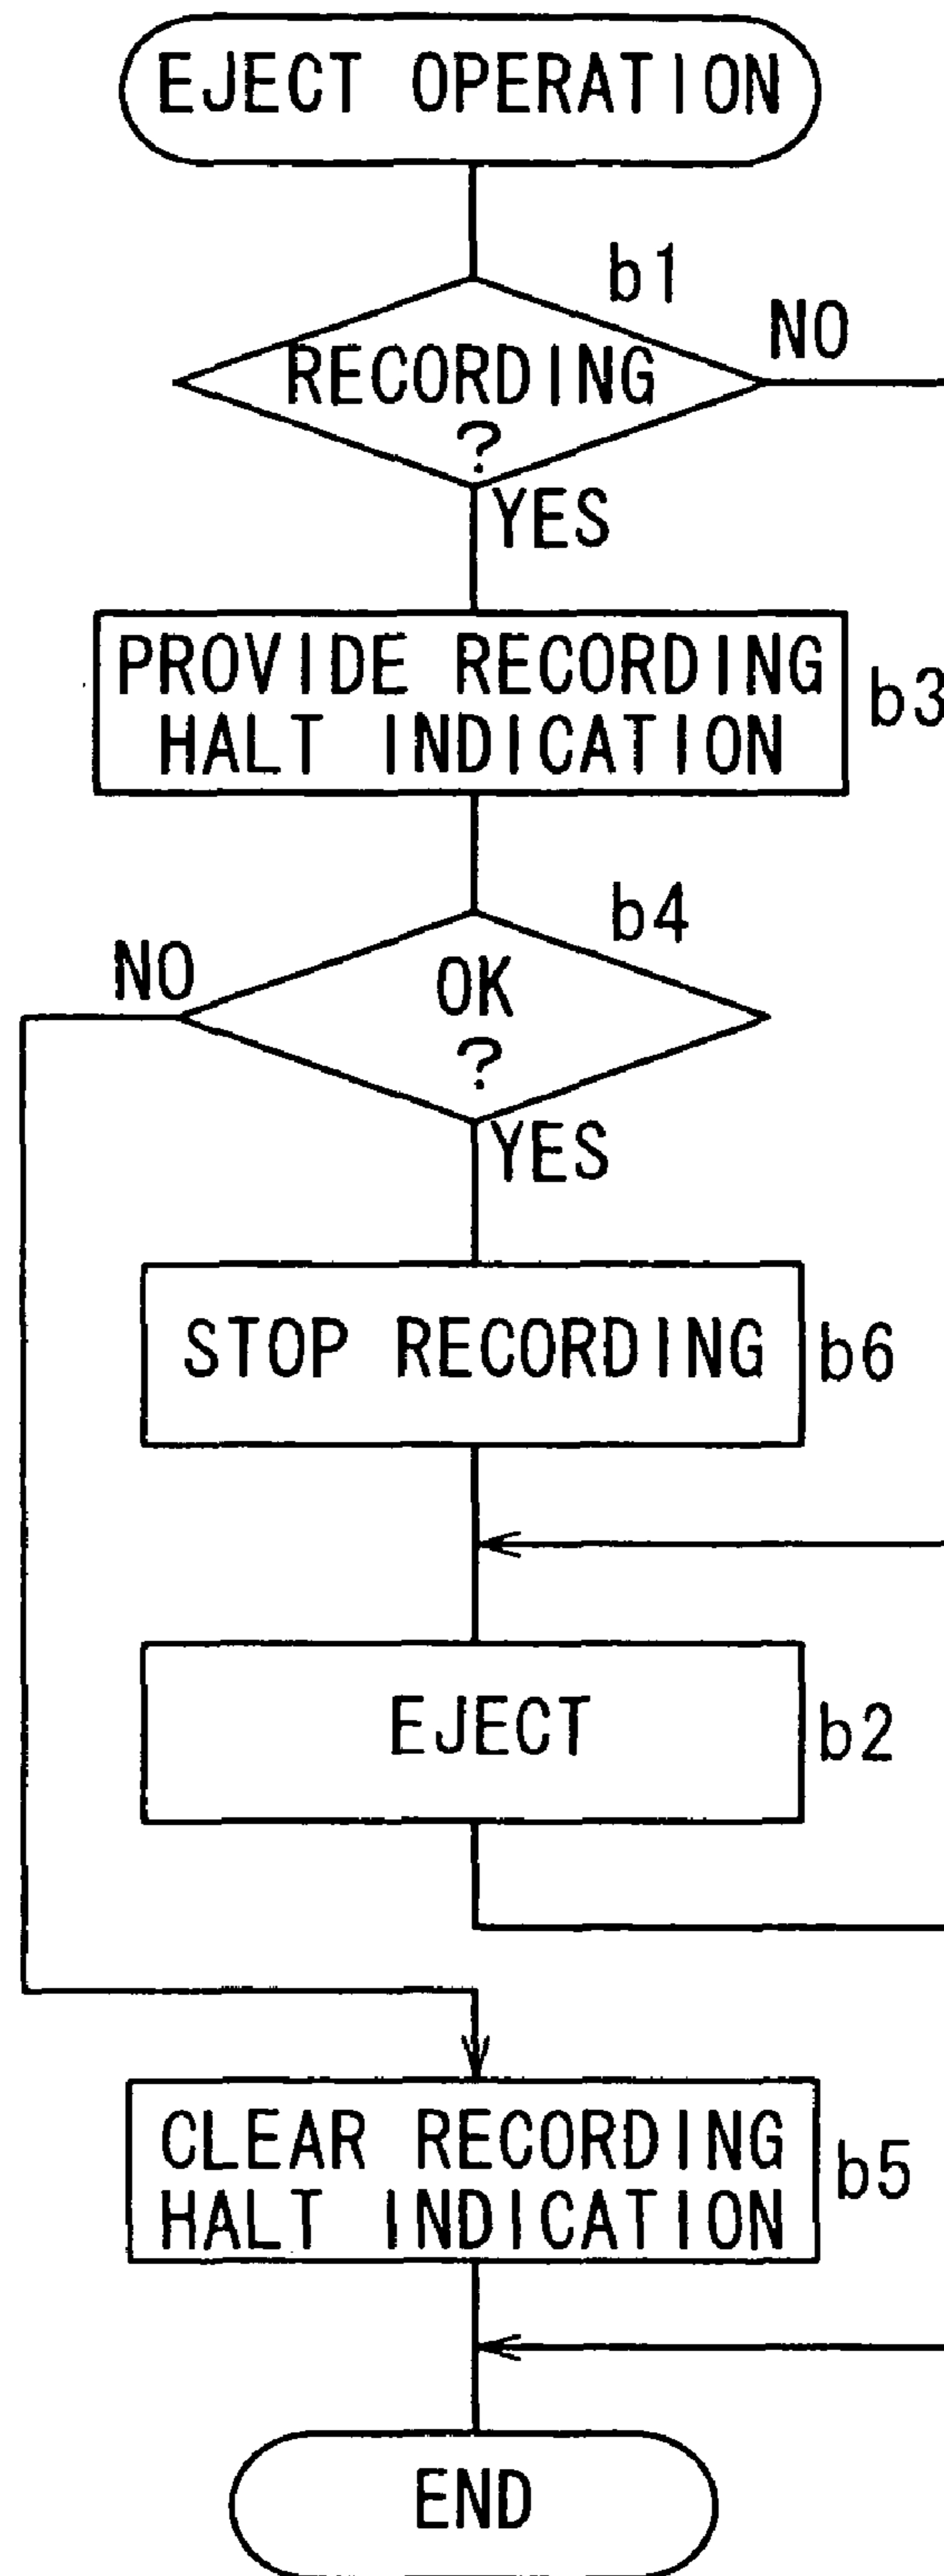 EJECT OPERATION
b1
NO
RECORDING
?
YES
PROVIDE RECORDING
HALT INDICATION
b3
b4
NO
OK
?
YES
STOP RECORDING
b6
EJECT
b2
CLEAR RECORDING
HALT INDICATION
b5
END